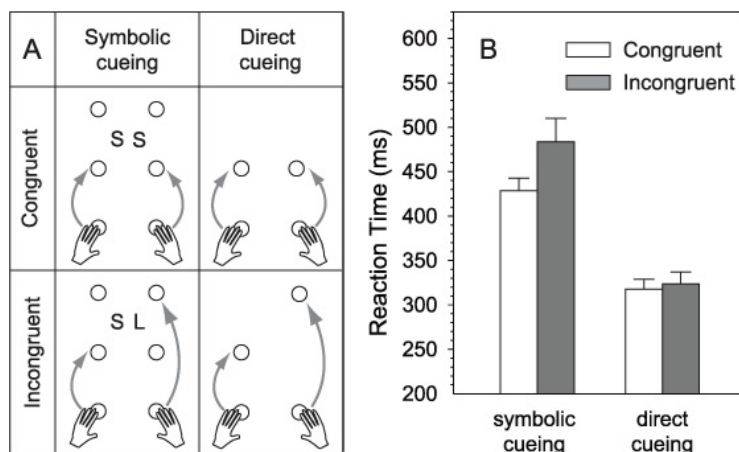 A
Symbolic
cueing
Direct
cueing
Congruent
S S
Incongruent
S L
B
Congruent
Incongruent
Reaction Time (ms)
600
550
500
450
400
350
300
250
200
symbolic
cueing
direct
cueing